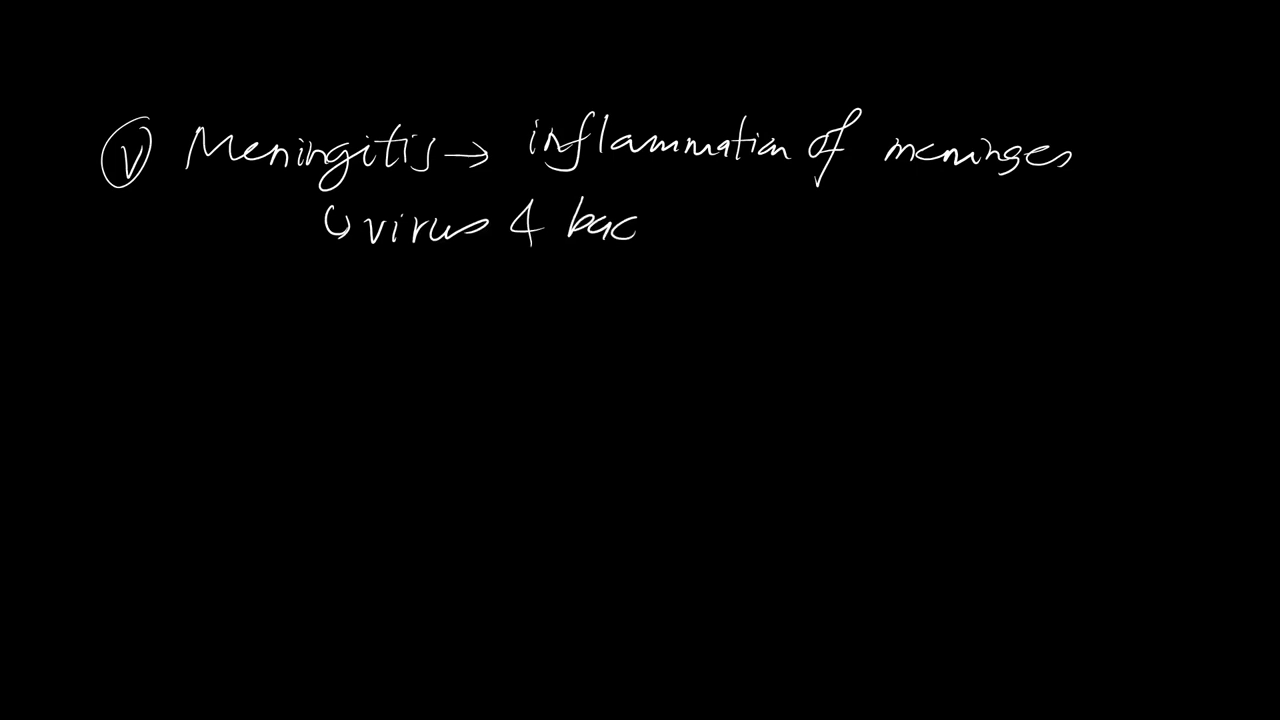 (V) Meningitis → inflammation of meninges
↳ virus & bac